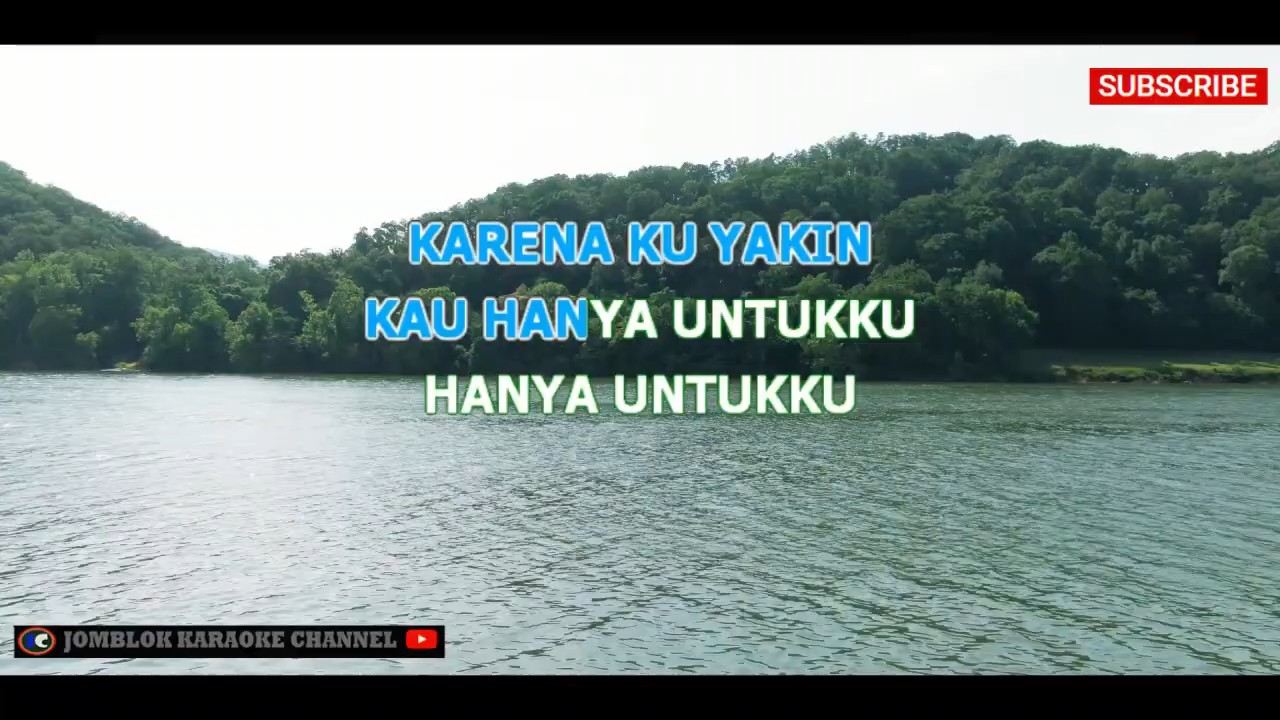 SUBSCRIBE
KARENA KU YAKIN
KAU HANYA UNTUKKU
HANYA UNTUKKU
JOMBLOK KARAOKE CHANNEL